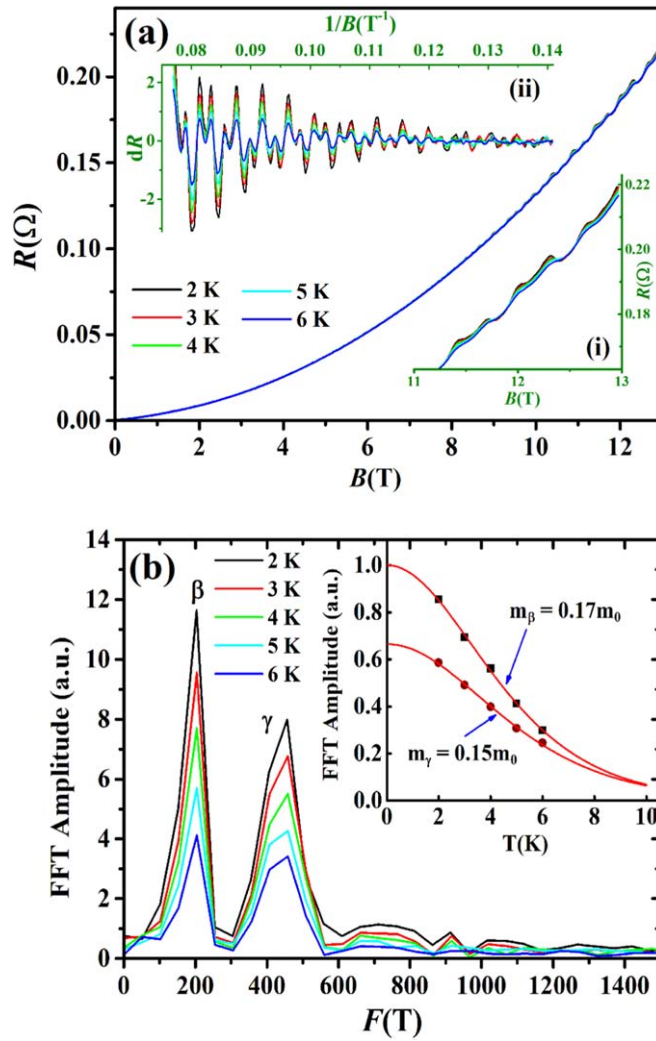 (a)
1/B(T⁻¹)
0.08 0.09 0.10 0.11 0.12 0.13 0.14
(ii)
dR
2
0
-2
R(Ω)
0.20
0.15
0.10
0.05
0.00
2 K
3 K
4 K
5 K
6 K
R(Ω)
0.22
0.20
0.18
(i)
11 12 13
B(T)
0 2 4 6 8 10 12
B(T)
(b)
FFT Amplitude (a.u.)
14
12
10
8
6
4
2
0
β
γ
2 K
3 K
4 K
5 K
6 K
FFT Amplitude (a.u.)
1.0
0.8
0.6
0.4
0.2
0.0
mβ = 0.17m₀
mγ = 0.15m₀
0 2 4 6 8 10
T(K)
0 200 400 600 800 1000 1200 1400
F(T)